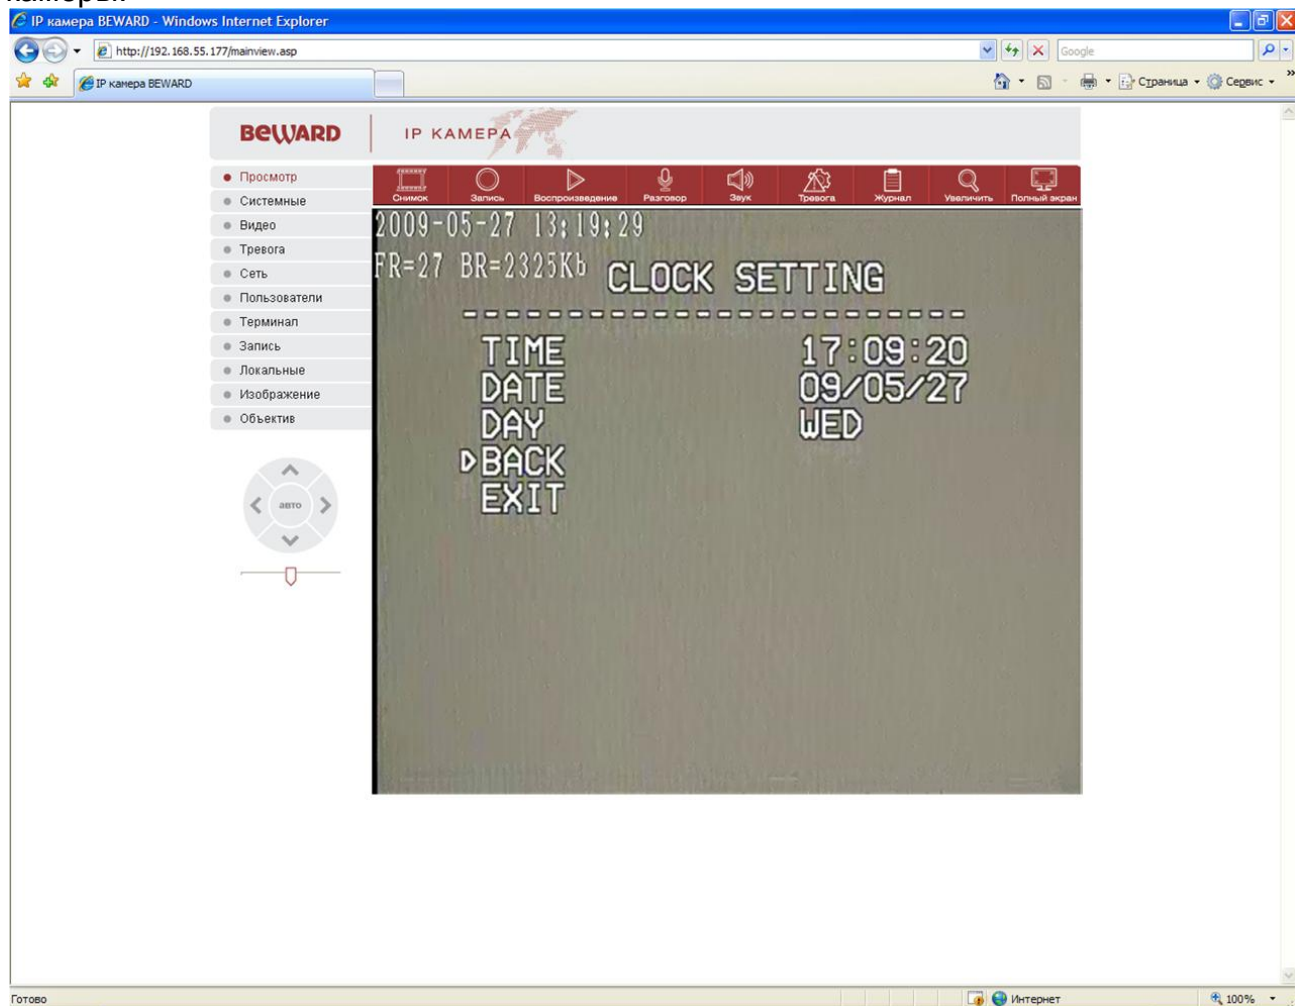 камеры.
IP камера BEWARD - Windows Internet Explorer
http://192.168.55.177/mainview.asp
Google
IP камера BEWARD
Страница
Сервис
BEWARD
IP КАМЕРА
Просмотр
Системные
Видео
Тревога
Сеть
Пользователи
Терминал
Запись
Локальные
Изображение
Объектив
авто
Снимок Запись Воспроизведение Разговор Звук Тревога Журнал Увеличить Полный экран
2009-05-27 13:19:29
FR=27 BR=2325Kb
CLOCK SETTING
TIME 17:09:20
DATE 09/05/27
DAY WED
BACK
EXIT
Готово
Интернет
100%